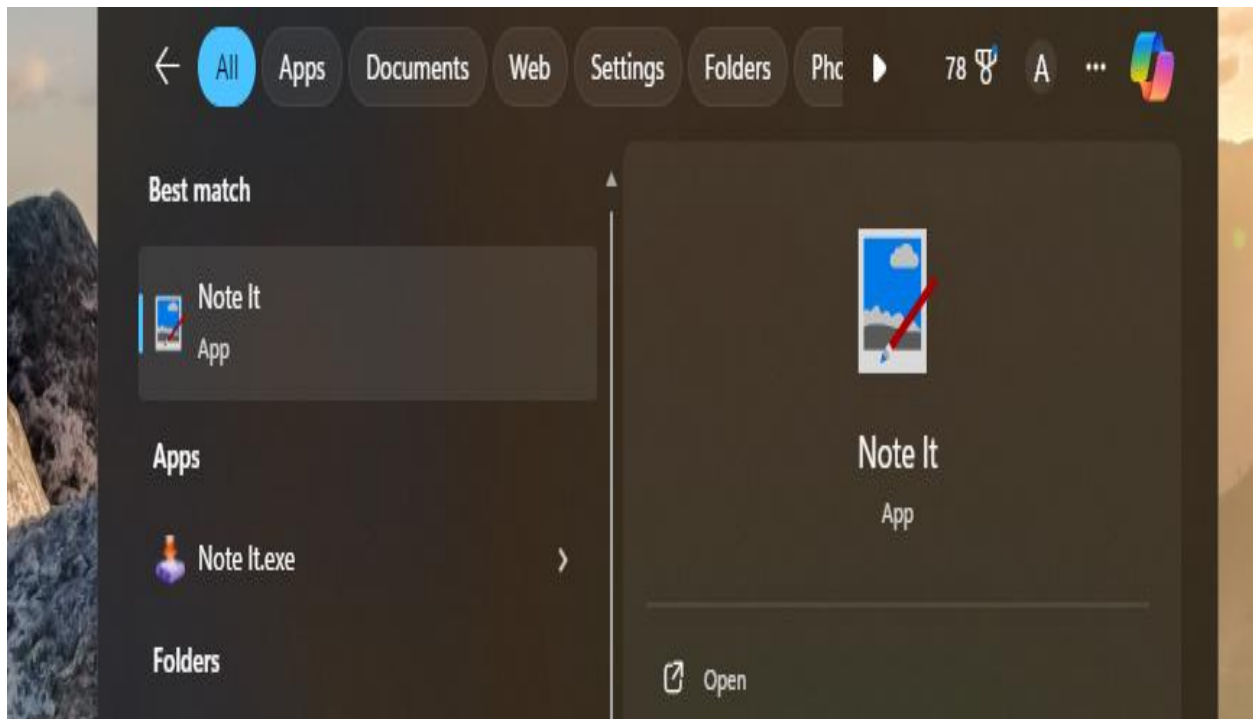 All Apps Documents Web Settings Folders Phc 78 A ...
Best match
Note It
App
Apps
Note It.exe
Folders
Note It
App
Open